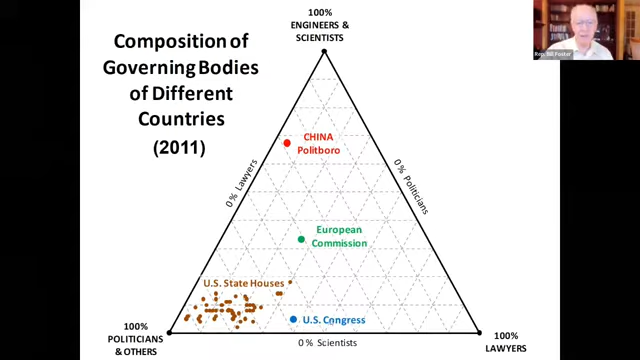 100%
ENGINEERS &
SCIENTISTS
Composition of
Governing Bodies
of Different
Countries
(2011)
Rep. Bill Foster
CHINA
Politboro
0% Lawyers
0% Politicians
European
Commission
U.S. State Houses
U.S. Congress
100%
POLITICIANS
& OTHERS
0% Scientists
100%
LAWYERS